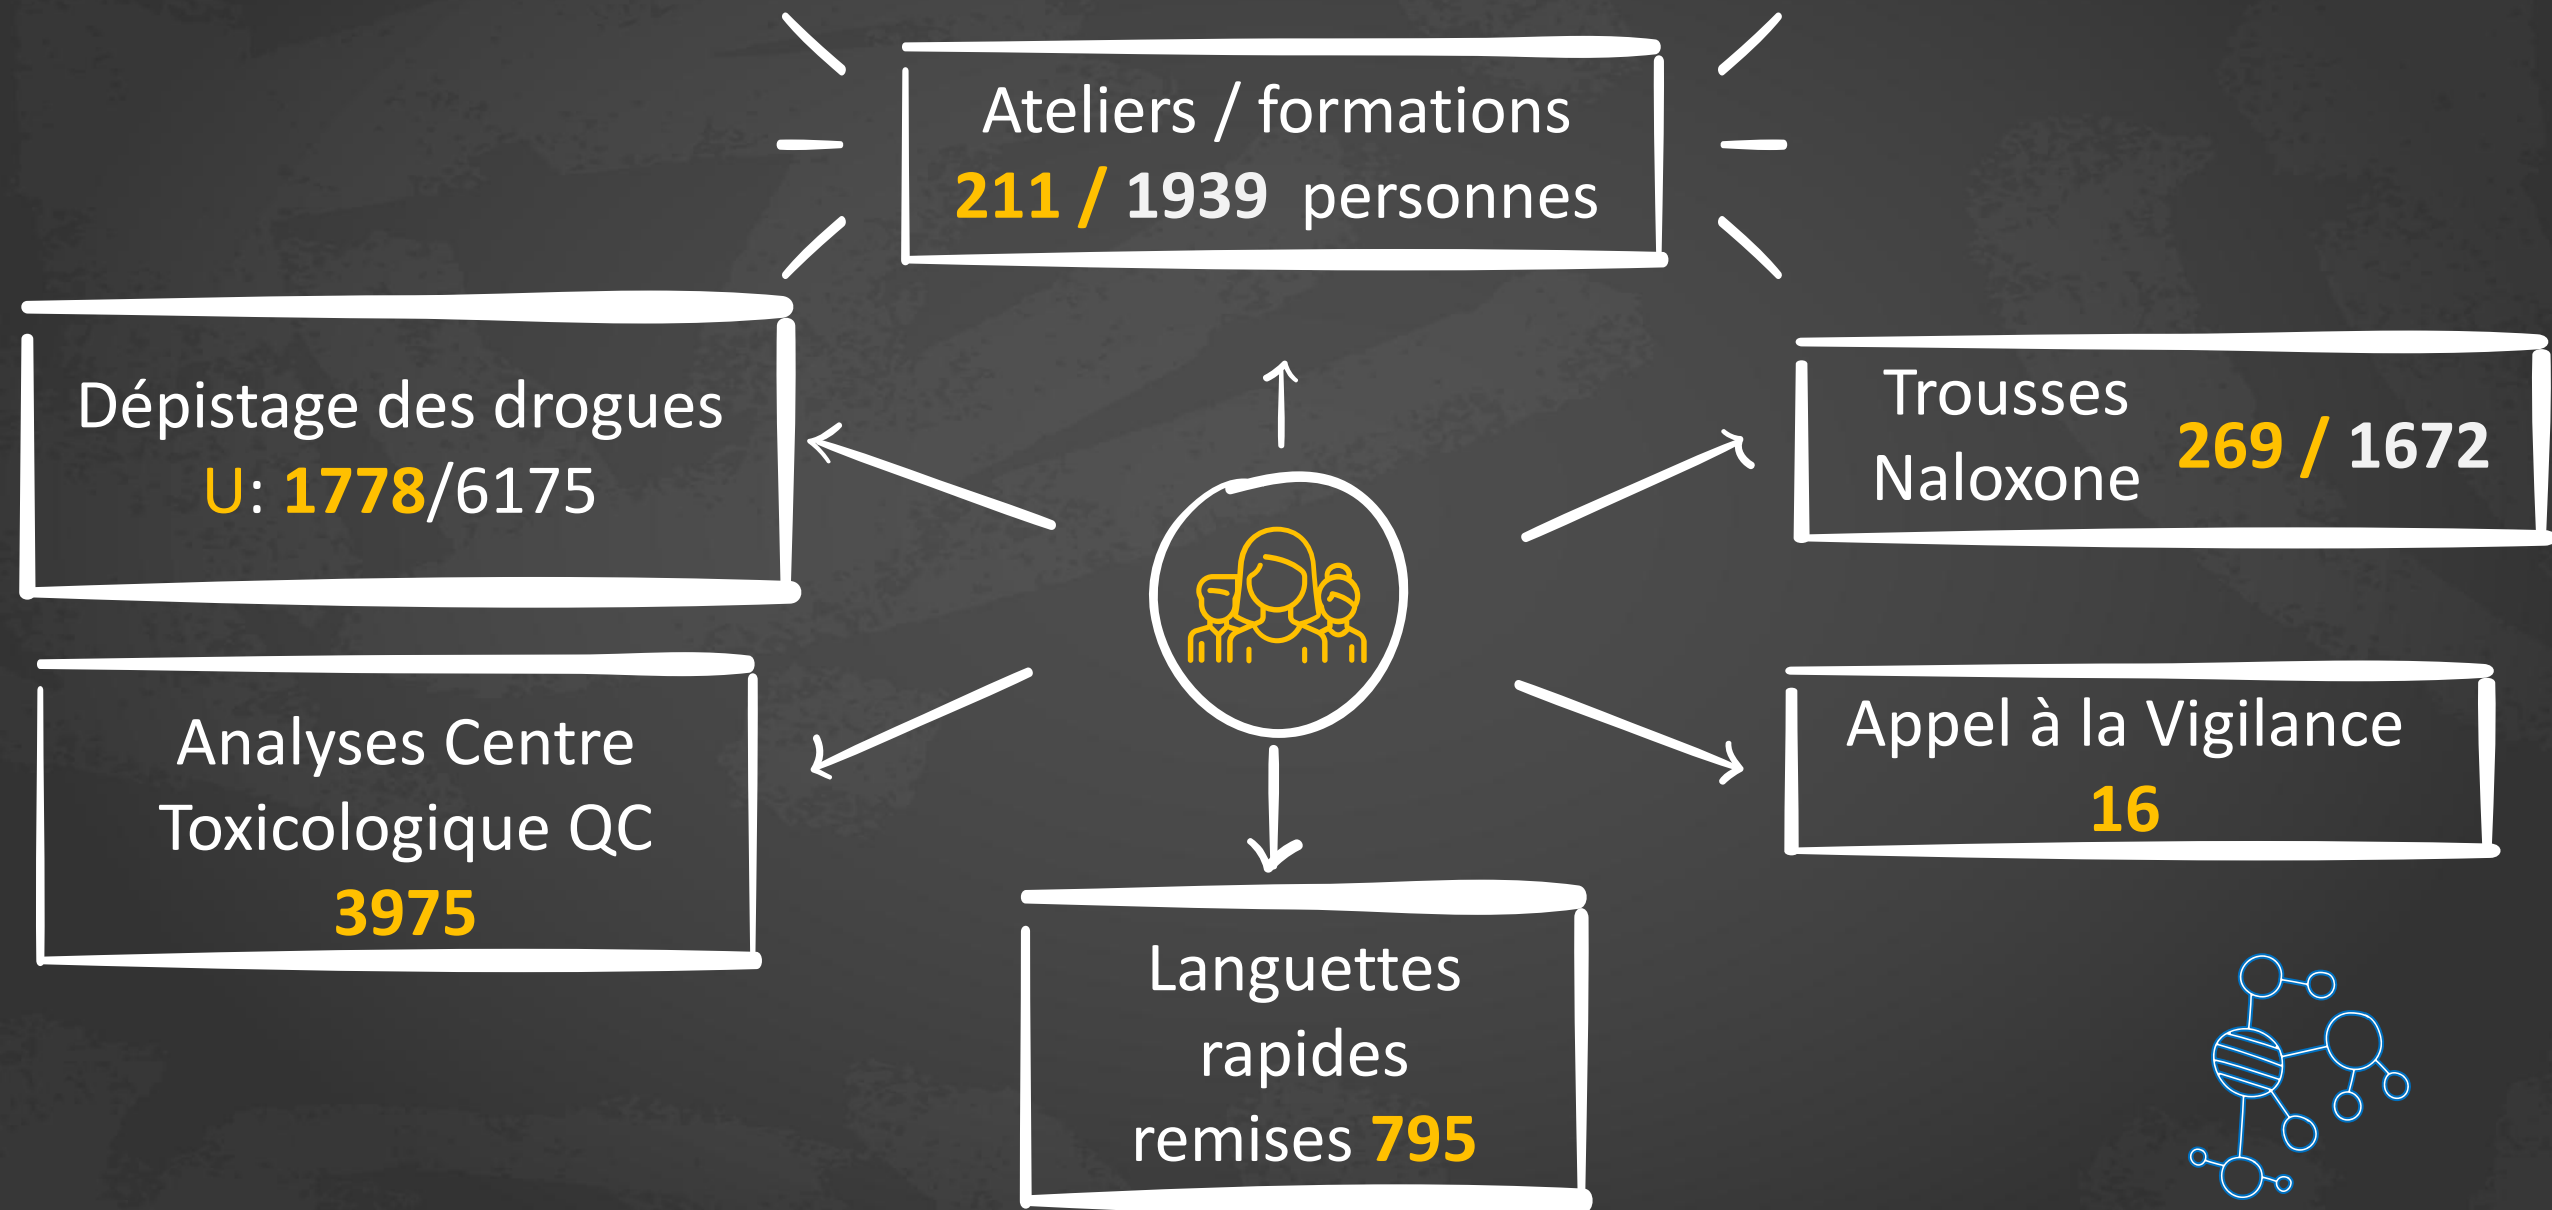 Ateliers / formations
211 / 1939 personnes
Dépistage des drogues
U: 1778/6175
Trousses
Naloxone
269 / 1672
Analyses Centre
Toxicologique QC
3975
Appel à la Vigilance
16
Languettes
rapides
remises 795